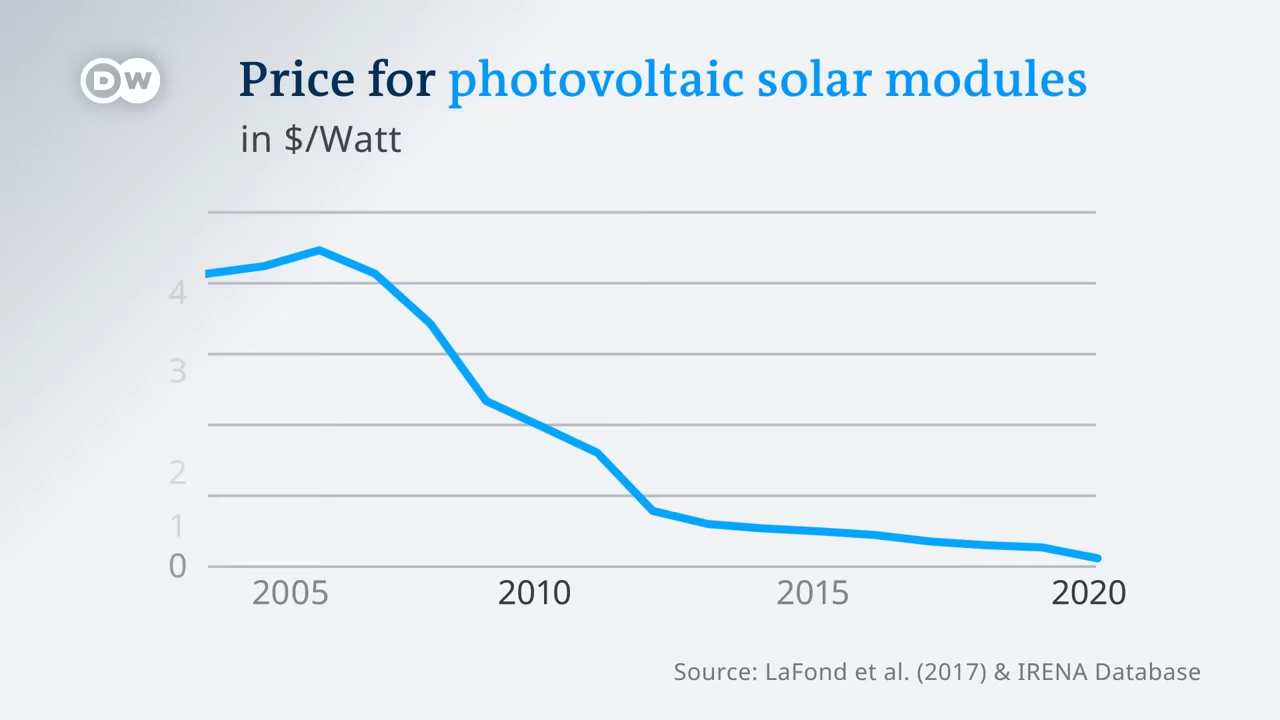 DW
Price for photovoltaic solar modules
in $/Watt
4
3
2
1
0
2005 2010 2015 2020
Source: LaFond et al. (2017) & IRENA Database